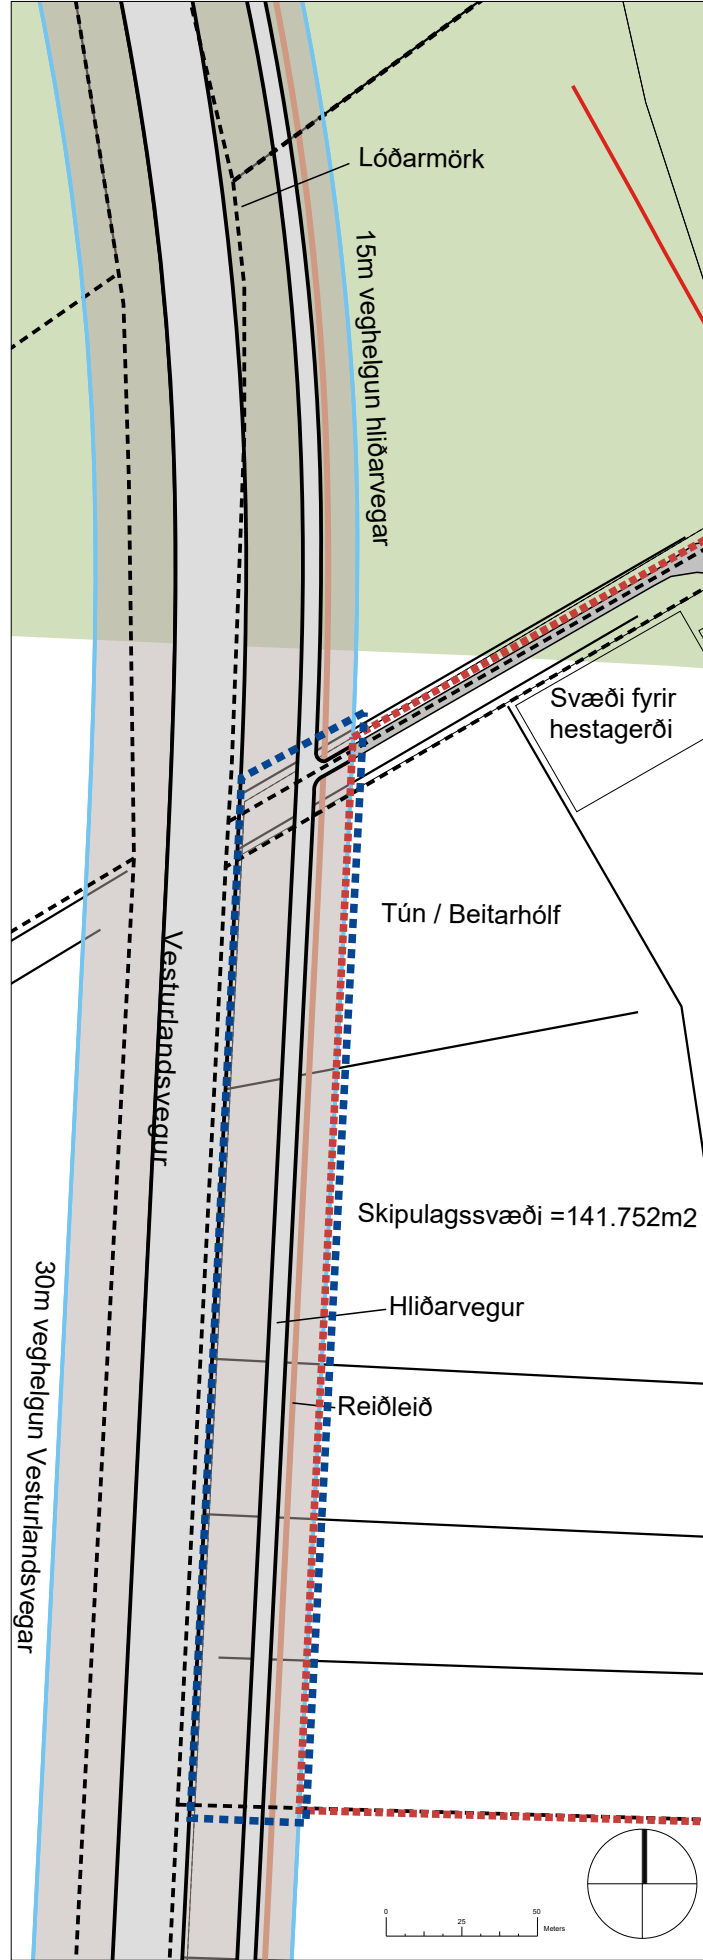 Lóðarmörk
15m veghelgun hliðarvegar
Svæði fyrir
hestagerði
Tún / Beitarhólf
Vesturlandsvegur
Skipulagssvæði =141.752m2
Hliðarvegur
30m veghelgun Vesturlandsvegar
Reiðleið
0
25
50
Meters